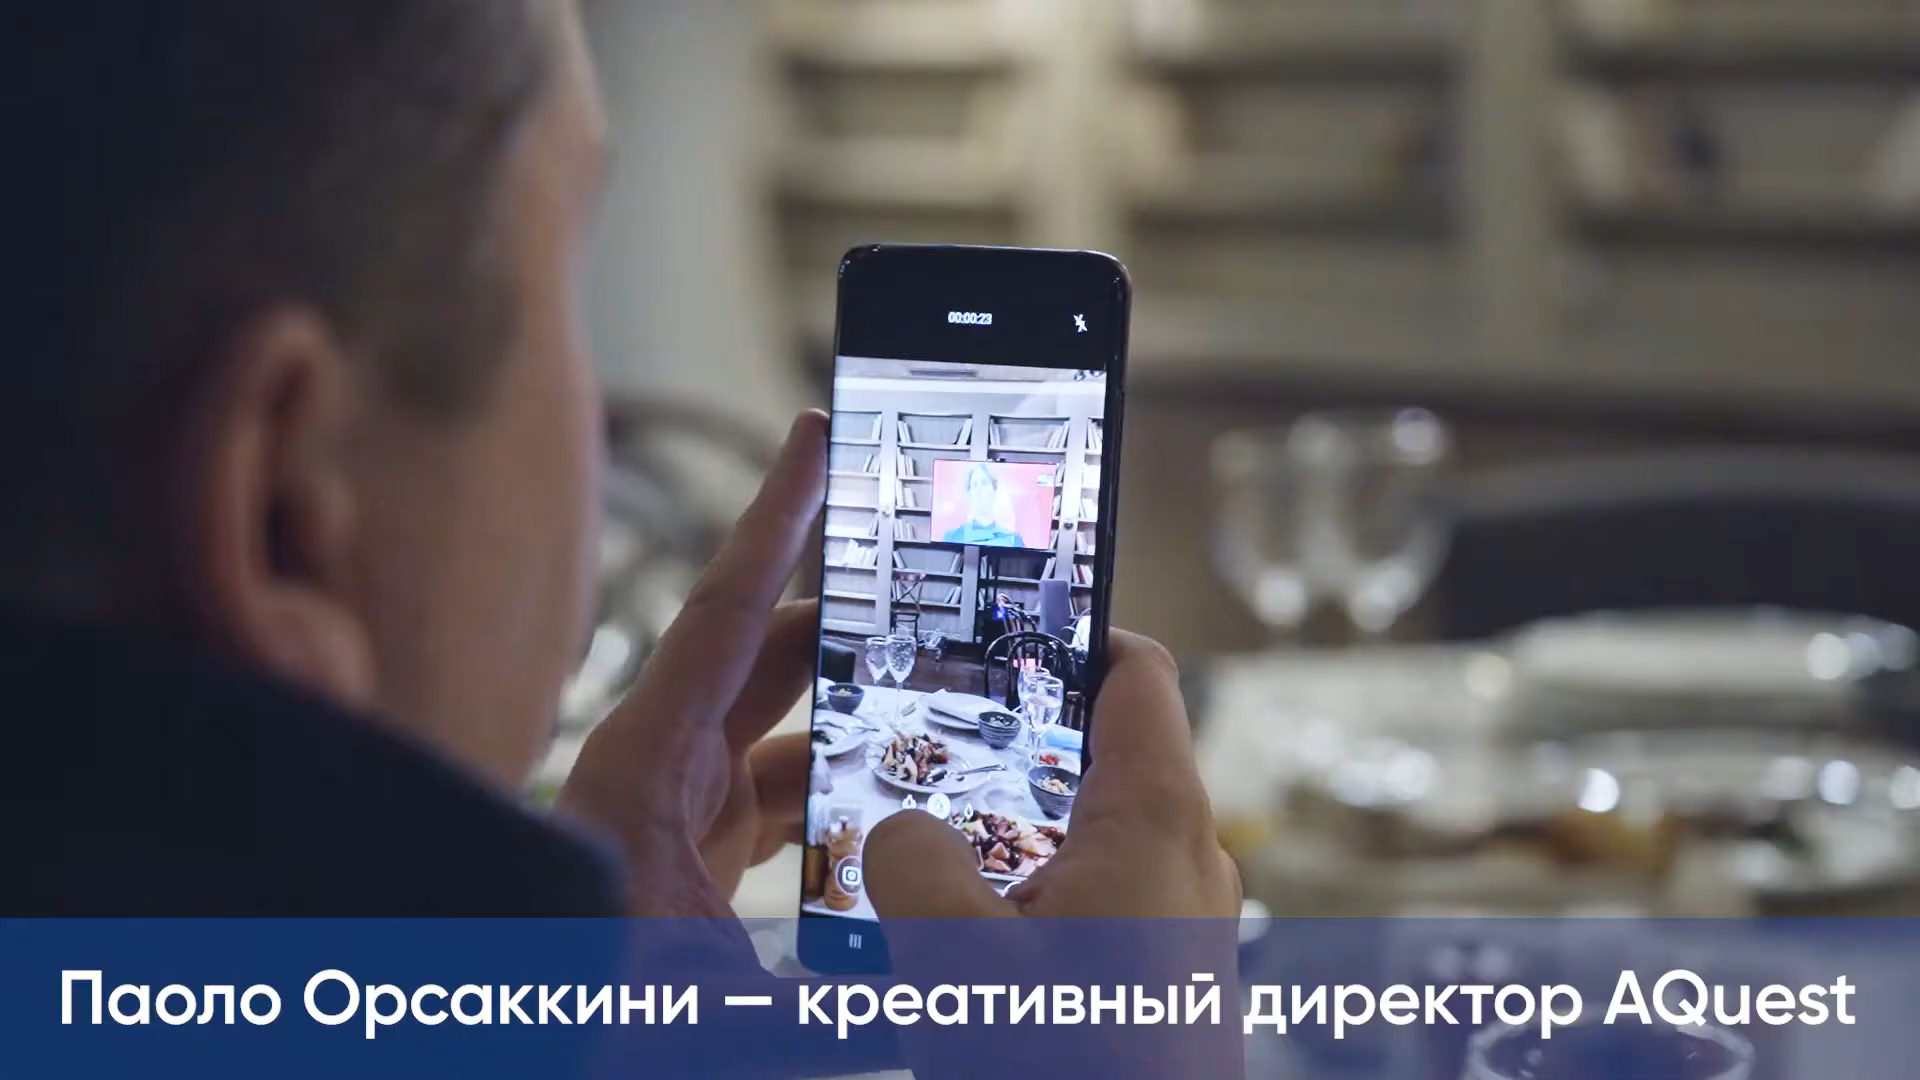 00:00:23
Паоло Орсаккини — креативный директор AQuest